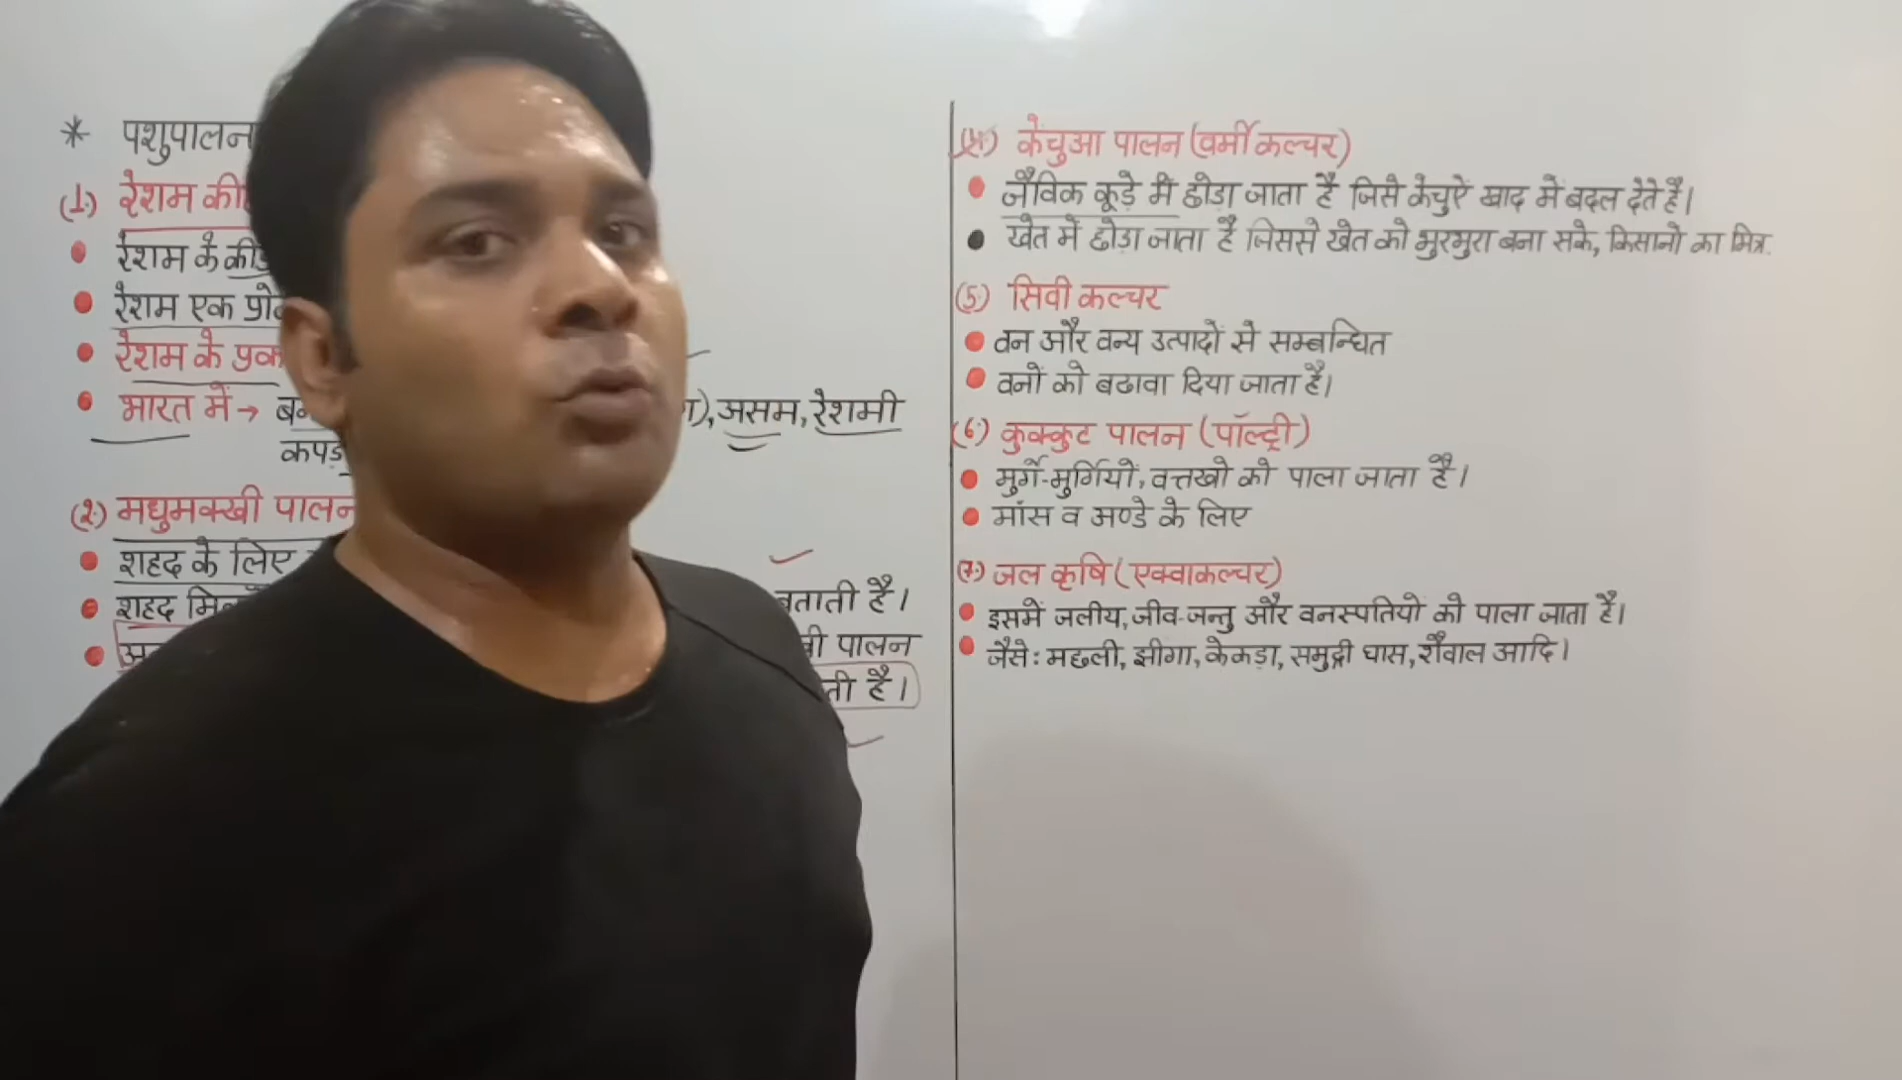 * पशुपालन
(1.) रेशम
रेशम के
रेशम एक
रेशम के
भारत में →
), असम, रेशमी
(2.) मधुमक्खी पालन
शहद के लिए
बताती है।
शहद
पालन
है।
(4.) केंचुआ पालन (वर्मी कल्चर)
जैविक कूड़े में छोड़ा जाता है जिसे केचुऐं खाद में बदल देते है।
खेत में छोड़ा जाता है जिससे खेत को भुरभुरा बना सके, किसानो का मित्र.
(5.) सिवी कल्चर
वन और वन्य उत्पादों से सम्बन्धित
वनों को बढावा दिया जाता है।
(6.) कुक्कुट पालन (पॉल्ट्री)
मुर्गे-मुर्गियों, वत्तखो को पाला जाता है।
माँस व अण्डे के लिए
(7.) जल कृषि (एक्वाकल्चर)
इसमें जलीय, जीव-जन्तु और वनस्पतियों को पाला जाता है।
जैसे: मछली, झीगा, केकड़ा, समुद्री घास, शैवाल आदि।